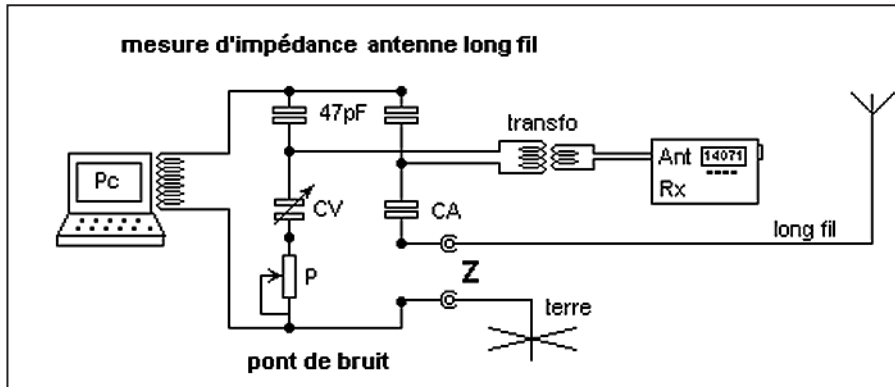 mesure d'impédance antenne long fil
47pF
transfo
Pc
Ant 14071
Rx
CV
CA
long fil
Z
P
terre
pont de bruit